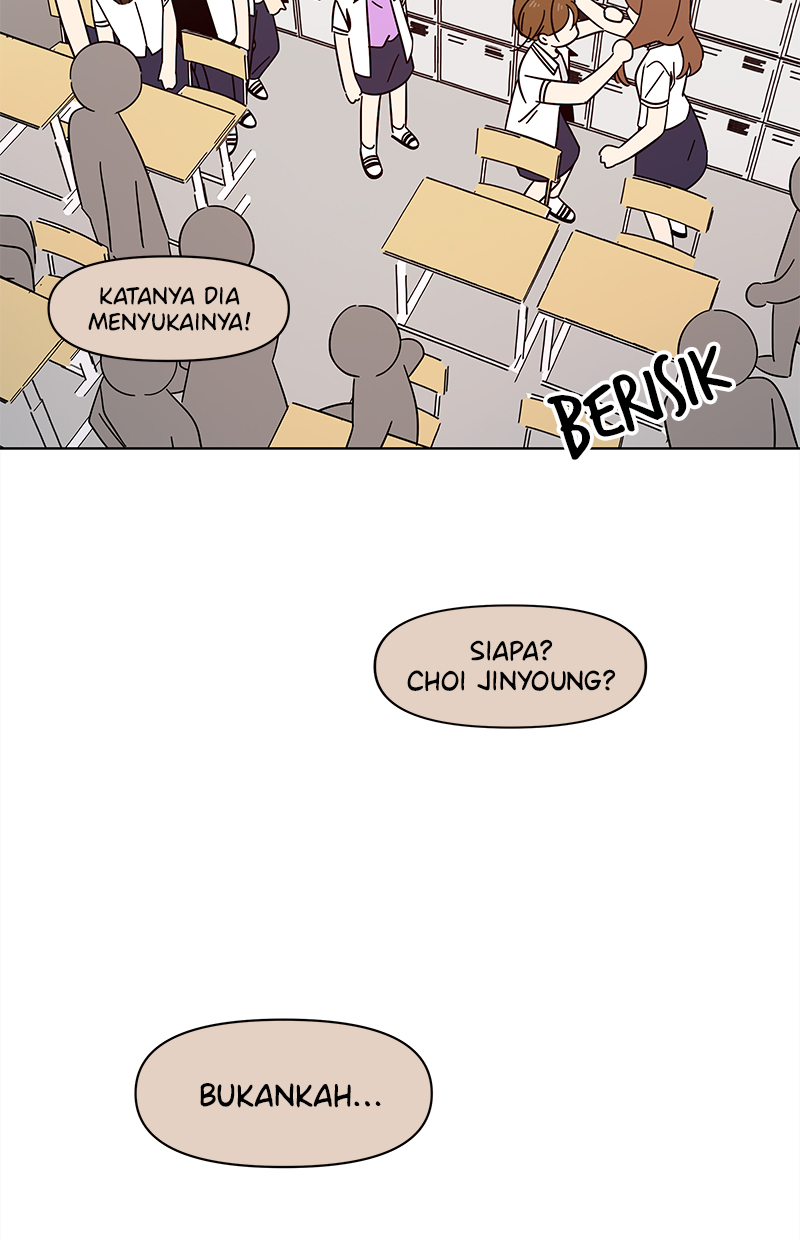 KATANYA DIA
MENYUKAINYA!
BERISIK
SIAPA?
CHOI JINYOUNG?
BUKANKAH...